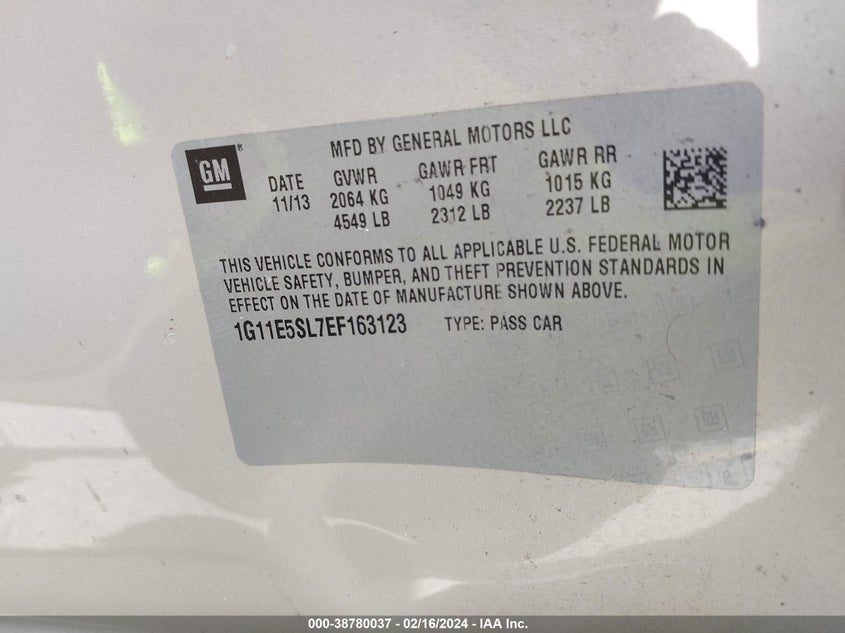 MFD BY GENERAL MOTORS LLC
GM®
DATE GVWR GAWR FRT GAWR RR
11/13 2064 KG 1049 KG 1015 KG
4549 LB 2312 LB 2237 LB
THIS VEHICLE CONFORMS TO ALL APPLICABLE U.S. FEDERAL MOTOR
VEHICLE SAFETY, BUMPER, AND THEFT PREVENTION STANDARDS IN
EFFECT ON THE DATE OF MANUFACTURE SHOWN ABOVE.
1G11E5SL7EF163123 TYPE: PASS CAR
GM
000-38780037 - 02/16/2024 - IAA Inc.